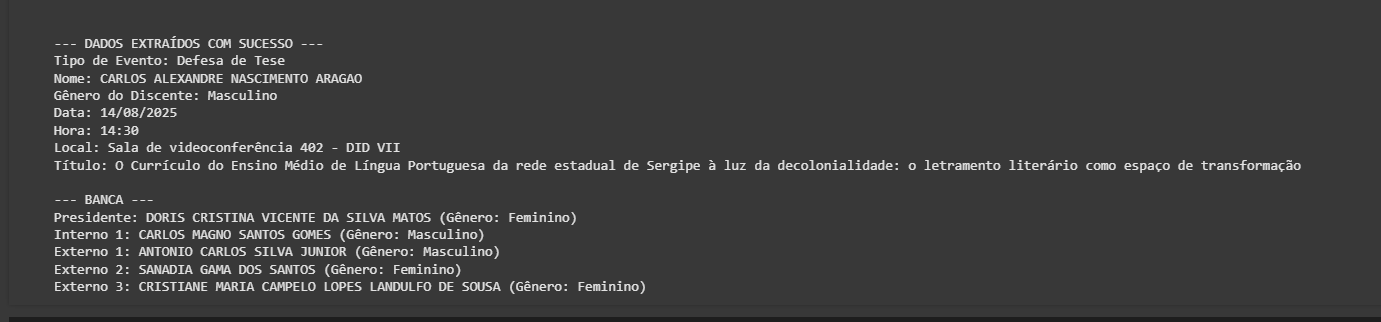 --- DADOS EXTRAÍDOS COM SUCESSO ---
Tipo de Evento: Defesa de Tese
Nome: CARLOS ALEXANDRE NASCIMENTO ARAGAO
Gênero do Discente: Masculino
Data: 14/08/2025
Hora: 14:30
Local: Sala de videoconferência 402 - DID VII
Título: O Currículo do Ensino Médio de Língua Portuguesa da rede estadual de Sergipe à luz da decolonialidade: o letramento literário como espaço de transformação
--- BANCA ---
Presidente: DORIS CRISTINA VICENTE DA SILVA MATOS (Gênero: Feminino)
Interno 1: CARLOS MAGNO SANTOS GOMES (Gênero: Masculino)
Externo 1: ANTONIO CARLOS SILVA JUNIOR (Gênero: Masculino)
Externo 2: SANADIA GAMA DOS SANTOS (Gênero: Feminino)
Externo 3: CRISTIANE MARIA CAMPELO LOPES LANDULFO DE SOUSA (Gênero: Feminino)